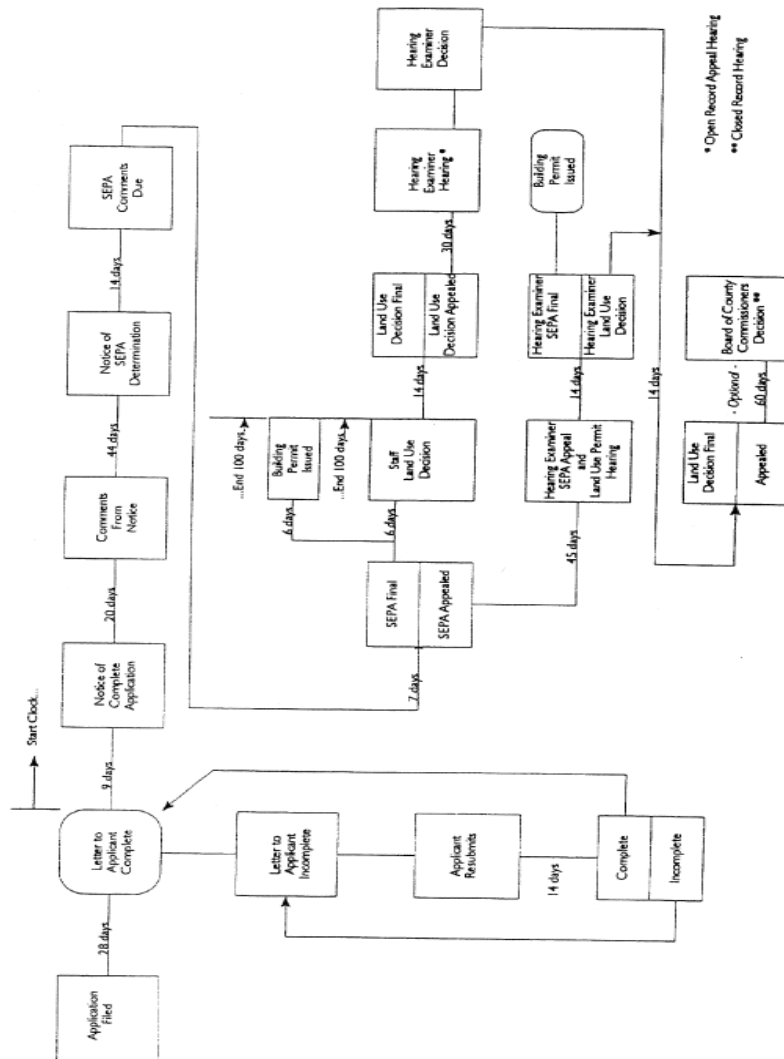 Application
Filed
28 days
Letter to
Applicant
Complete
Start Clock...
9 days
Notice of
Complete
Application
20 days
Comments
From
Notice
44 days
Notice of
SEPA
Determination
14 days
SEPA
Comments
Due
Letter to
Applicant
Incomplete
Applicant
Resubmits
14 days
Complete
Incomplete
7 days
SEPA Final
SEPA Appealed
6 days
Building
Permit
Issued
...End 100 days
6 days
...End 100 days
Staff
Land Use
Decision
14 days
Land Use
Decision Final
Land Use
Decision Appealed
30 days
Hearing
Examiner
Hearing *
Hearing
Examiner
Decision
45 days
Hearing Examiner
SEPA Appeal
and
Land Use Permit
Hearing
14 days
Hearing Examiner
SEPA Final
Hearing Examiner
Land Use
Decision
Building
Permit
Issued
14 days
Land Use
Decision Final
Appealed
- Optional -
60 days
Board of County
Commissioners
Decision **
* Open Record Appeal Hearing
** Closed Record Hearing